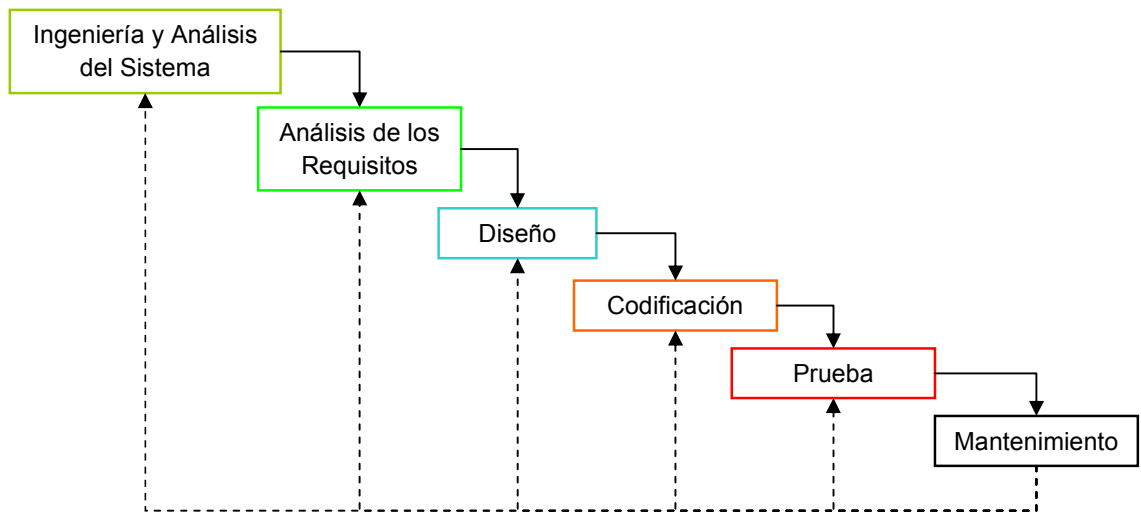 Ingeniería y Análisis
del Sistema
Análisis de los
Requisitos
Diseño
Codificación
Prueba
Mantenimiento